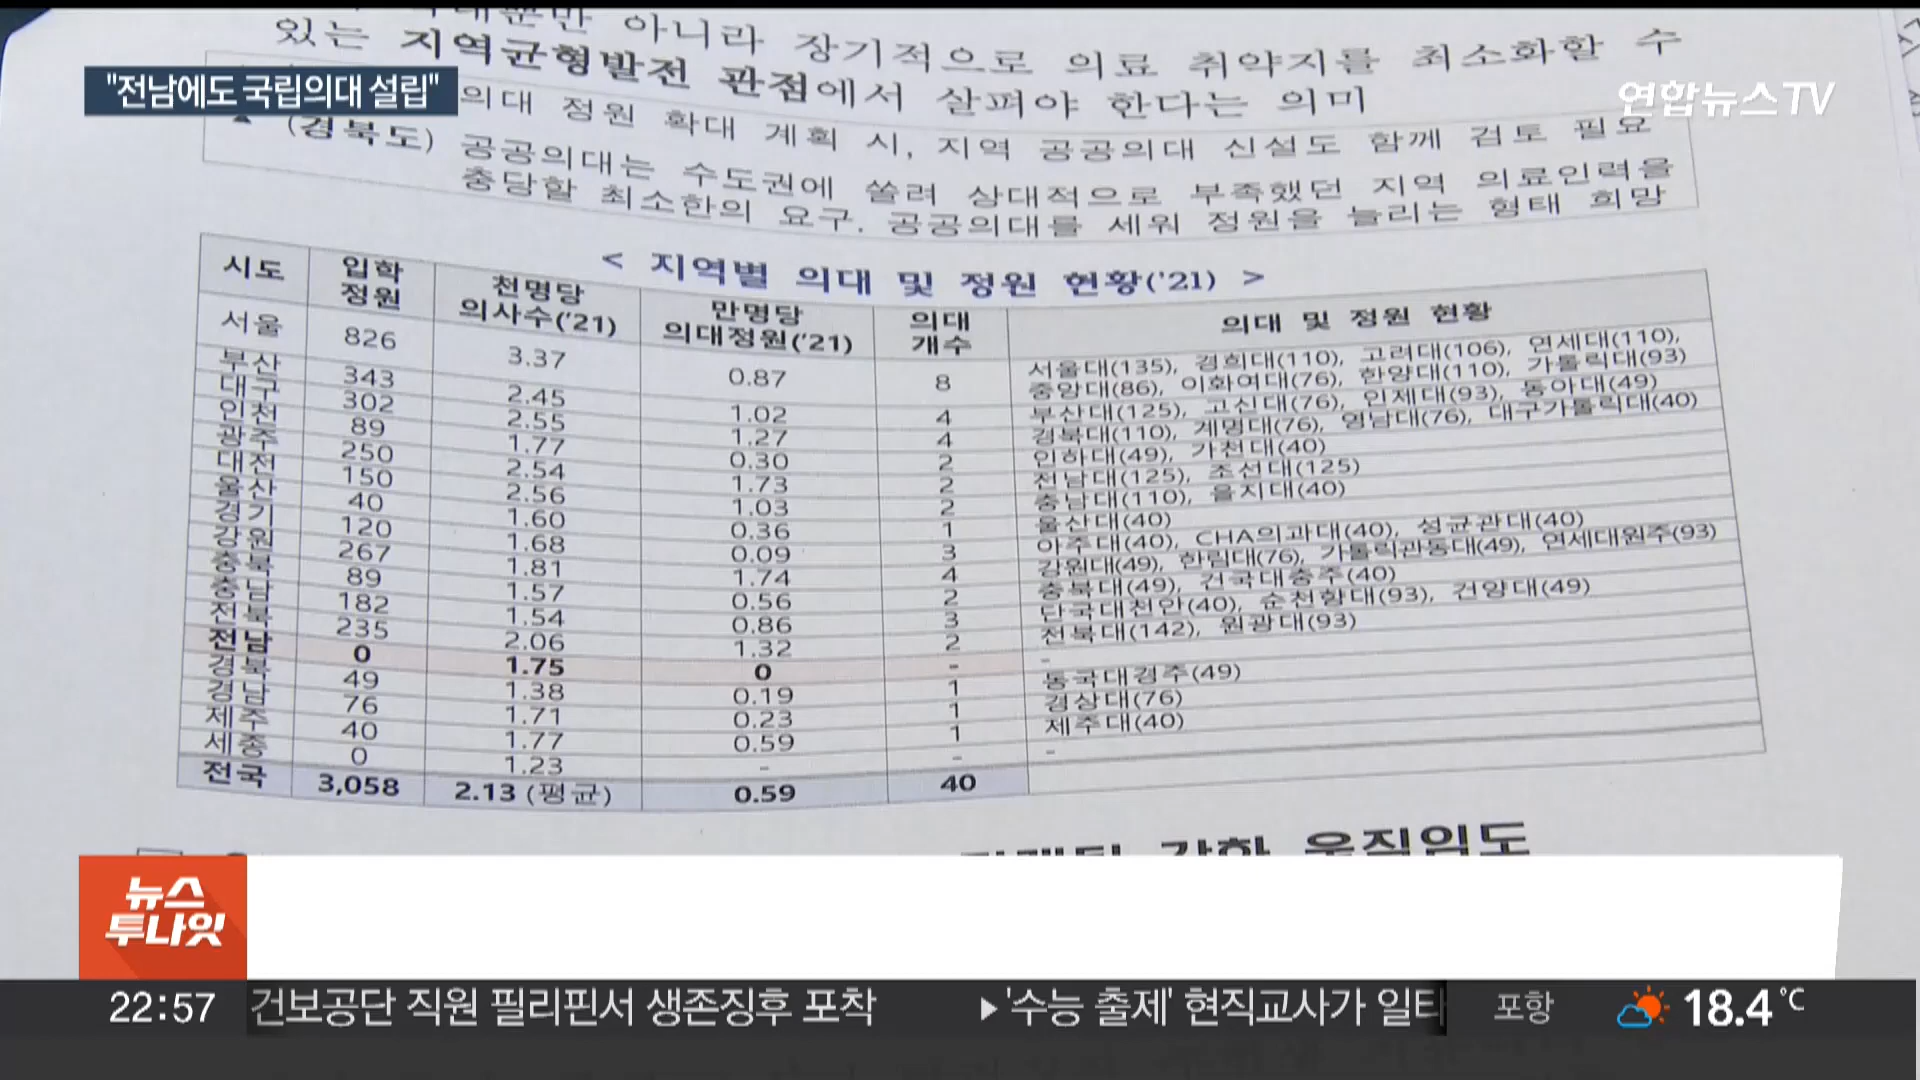 아니라 장기적으로 의료 취약지를 최소화할 수
있는 지역균형발전 관점에서 살펴야 한다는 의미
"전남에도 국립의대 설립"
연합뉴스TV
의대 정원 확대 계획 시, 지역 공공의대 신설도 함께 검토 필요
▲ (경북도) 공공의대는 수도권에 쏠려 상대적으로 부족했던 지역 의료인력을
충당할 최소한의 요구. 공공의대를 세워 정원을 늘리는 형태 희망
< 지역별 의대 및 정원 현황('21) >
시도 입학정원 천명당 의사수('21) 만명당 의대정원('21) 의대 개수 의대 및 정원 현황
서울 826 3.37 0.87 8 서울대(135), 경희대(110), 고려대(106), 연세대(110),
중앙대(86), 이화여대(76), 한양대(110), 가톨릭대(93)
부산 343 2.45 1.02 4 부산대(125), 고신대(76), 인제대(93), 동아대(49)
대구 302 2.55 1.27 4 경북대(110), 계명대(76), 영남대(76), 대구가톨릭대(40)
인천 89 1.77 0.30 2 인하대(49), 가천대(40)
광주 250 2.54 1.73 2 전남대(125), 조선대(125)
대전 150 2.56 1.03 2 충남대(110), 을지대(40)
울산 40 1.60 0.36 1 울산대(40)
경기 120 1.68 0.09 3 아주대(40), CHA의과대(40), 성균관대(40)
강원 267 1.81 1.74 4 강원대(49), 한림대(76), 가톨릭관동대(49), 연세대원주(93)
충북 89 1.57 0.56 2 충북대(49), 건국대충주(40)
충남 182 1.54 0.86 3 단국대천안(40), 순천향대(93), 건양대(49)
전북 235 2.06 1.32 2 전북대(142), 원광대(93)
전남 0 1.75 0 - -
경북 49 1.38 0.19 1 동국대경주(49)
경남 76 1.71 0.23 1 경상대(76)
제주 40 1.77 0.59 1 제주대(40)
세종 0 1.23 - - -
전국 3,058 2.13 (평균) 0.59 40
강화 움직임도
뉴스
투나잇
22:57 건보공단 직원 필리핀서 생존징후 포착 ▶'수능 출제' 현직교사가 일타 포항 18.4℃